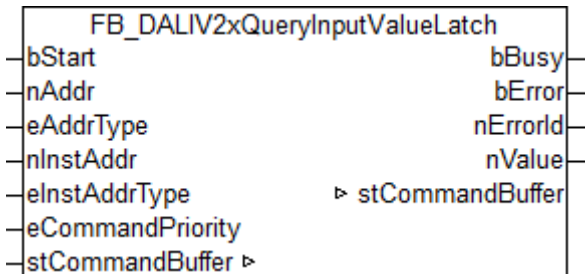 FB_DALIV2xQueryInputValueLatch
bStart bBusy
nAddr bError
eAddrType nErrorId
nInstAddr nValue
eInstAddrType ▷ stCommandBuffer
eCommandPriority
stCommandBuffer ▷